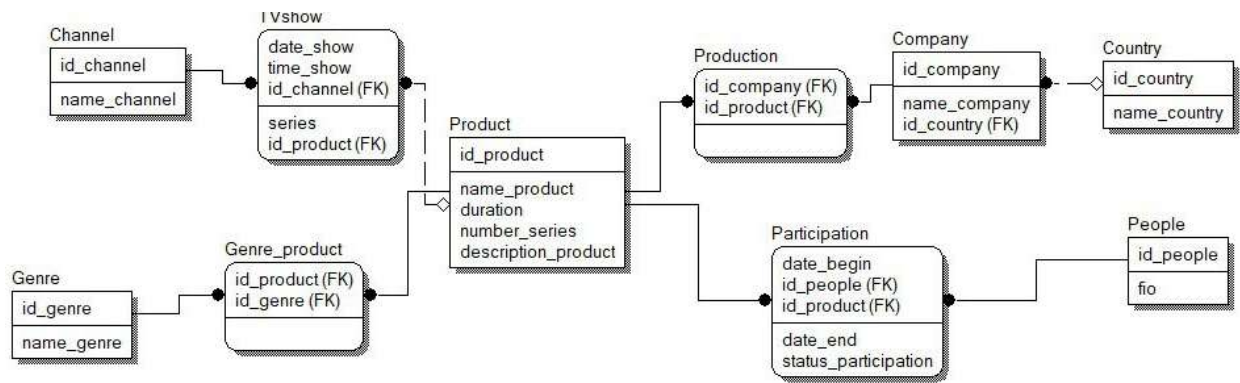 Channel
id_channel
name_channel
TVshow
date_show
time_show
id_channel (FK)
series
id_product (FK)
Product
id_product
name_product
duration
number_series
description_product
Genre
id_genre
name_genre
Genre_product
id_product (FK)
id_genre (FK)
Production
id_company (FK)
id_product (FK)
Company
id_company
name_company
id_country (FK)
Country
id_country
name_country
Participation
date_begin
id_people (FK)
id_product (FK)
date_end
status_participation
People
id_people
fio